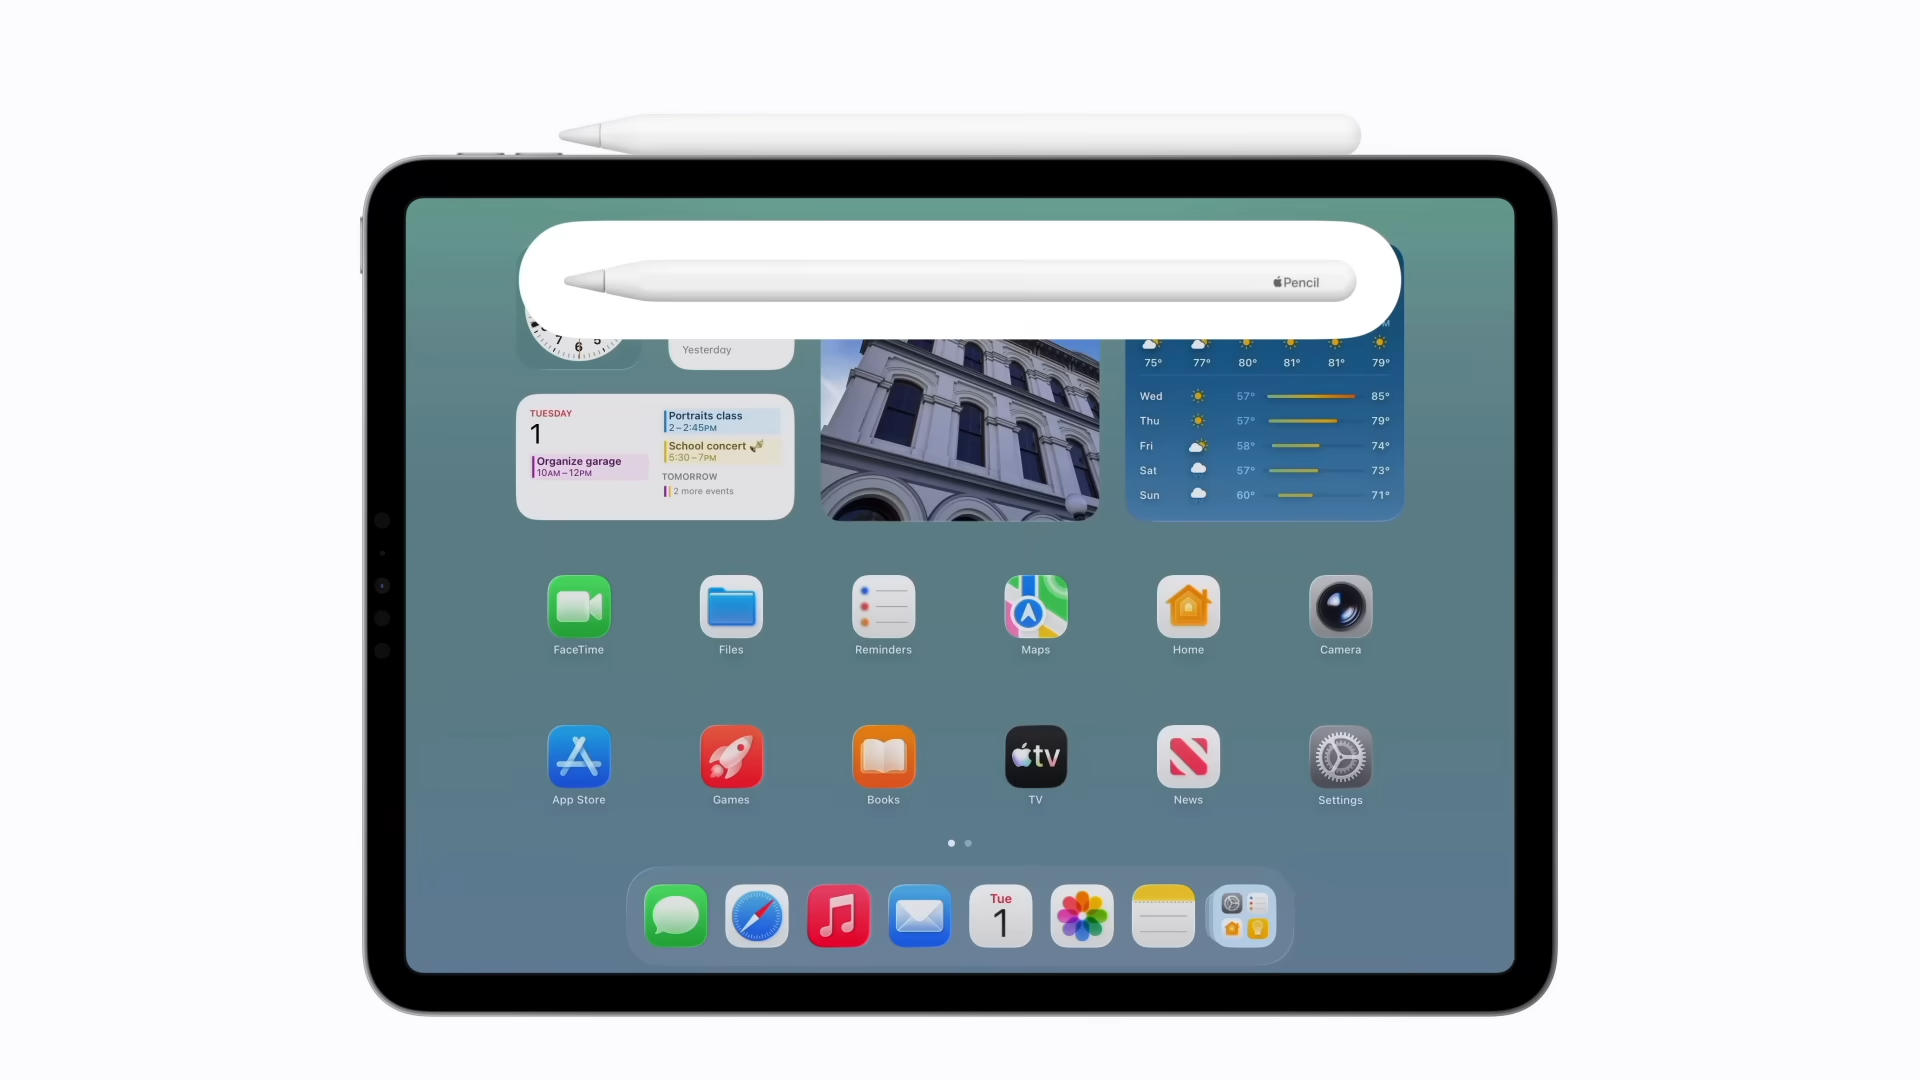 Pencil
7 6 5
Yesterday
M
75° 77° 80° 81° 81° 79°
TUESDAY
1
Organize garage
10AM–12PM
Portraits class
2–2:45PM
School concert
5:30–7PM
TOMORROW
2 more events
Wed 57° 85°
Thu 57° 79°
Fri 58° 74°
Sat 57° 73°
Sun 60° 71°
FaceTime
Files
Reminders
Maps
Home
Camera
tv
App Store
Games
Books
TV
News
Settings
Tue
1